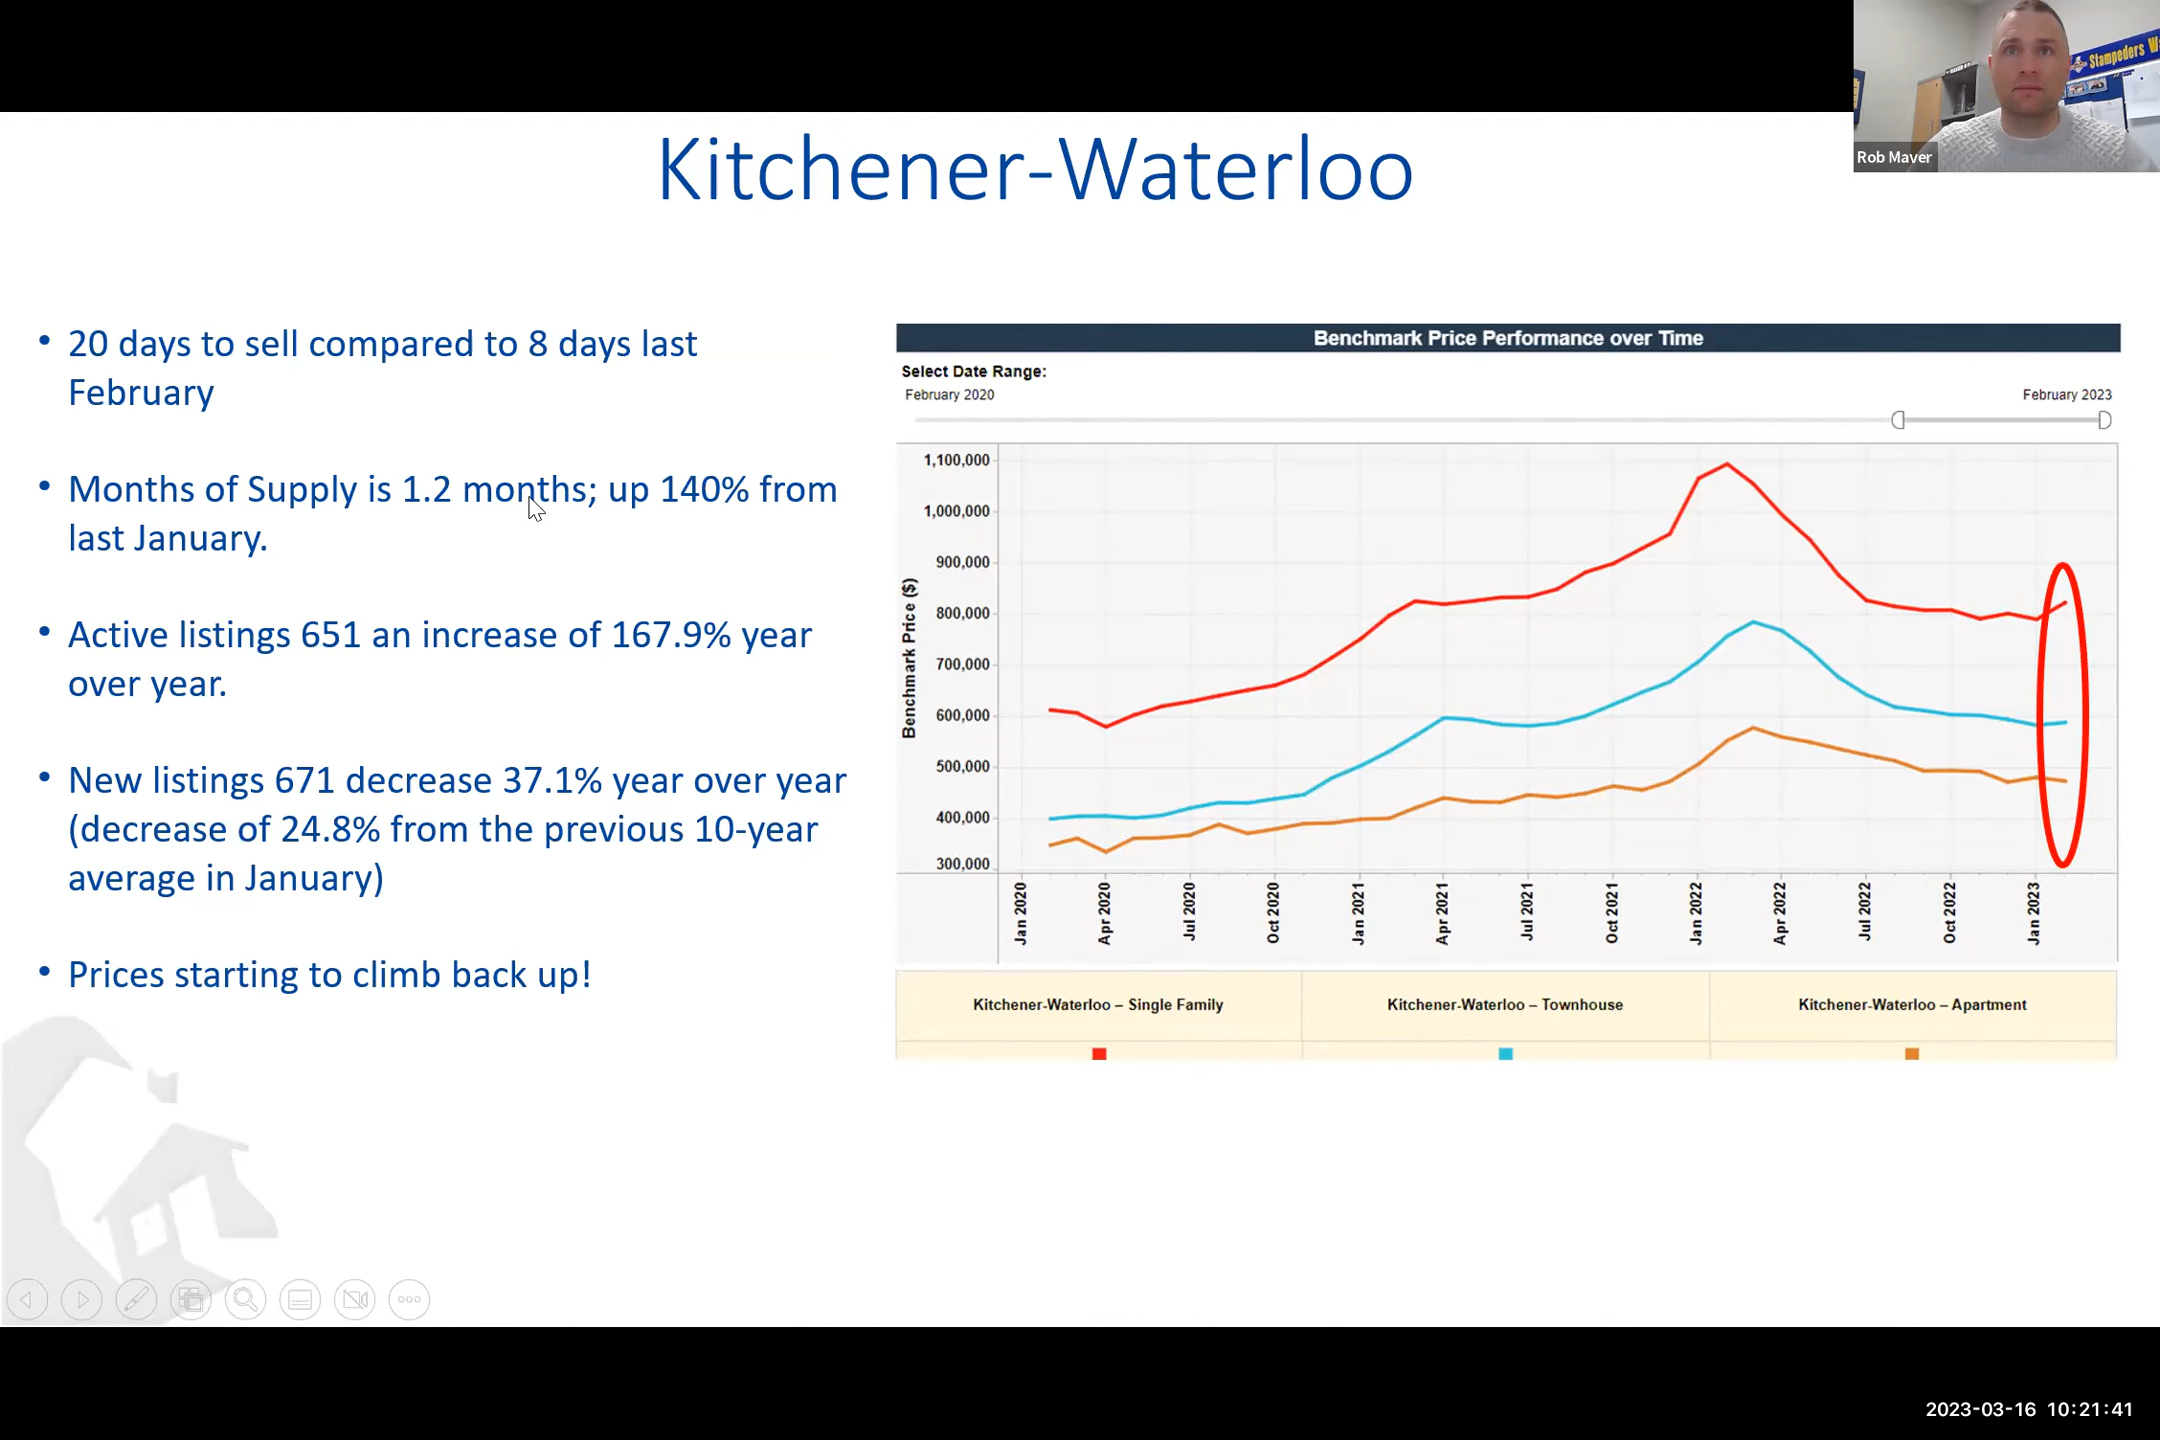 Stampeders
Rob Maver
Kitchener-Waterloo
• 20 days to sell compared to 8 days last
February
• Months of Supply is 1.2 months; up 140% from
last January.
• Active listings 651 an increase of 167.9% year
over year.
• New listings 671 decrease 37.1% year over year
(decrease of 24.8% from the previous 10-year
average in January)
• Prices starting to climb back up!
Benchmark Price Performance over Time
Select Date Range:
February 2020
February 2023
Benchmark Price ($)
1,100,000
1,000,000
900,000
800,000
700,000
600,000
500,000
400,000
300,000
Jan 2020
Apr 2020
Jul 2020
Oct 2020
Jan 2021
Apr 2021
Jul 2021
Oct 2021
Jan 2022
Apr 2022
Jul 2022
Oct 2022
Jan 2023
Kitchener-Waterloo – Single Family
Kitchener-Waterloo – Townhouse
Kitchener-Waterloo – Apartment
2023-03-16 10:21:41